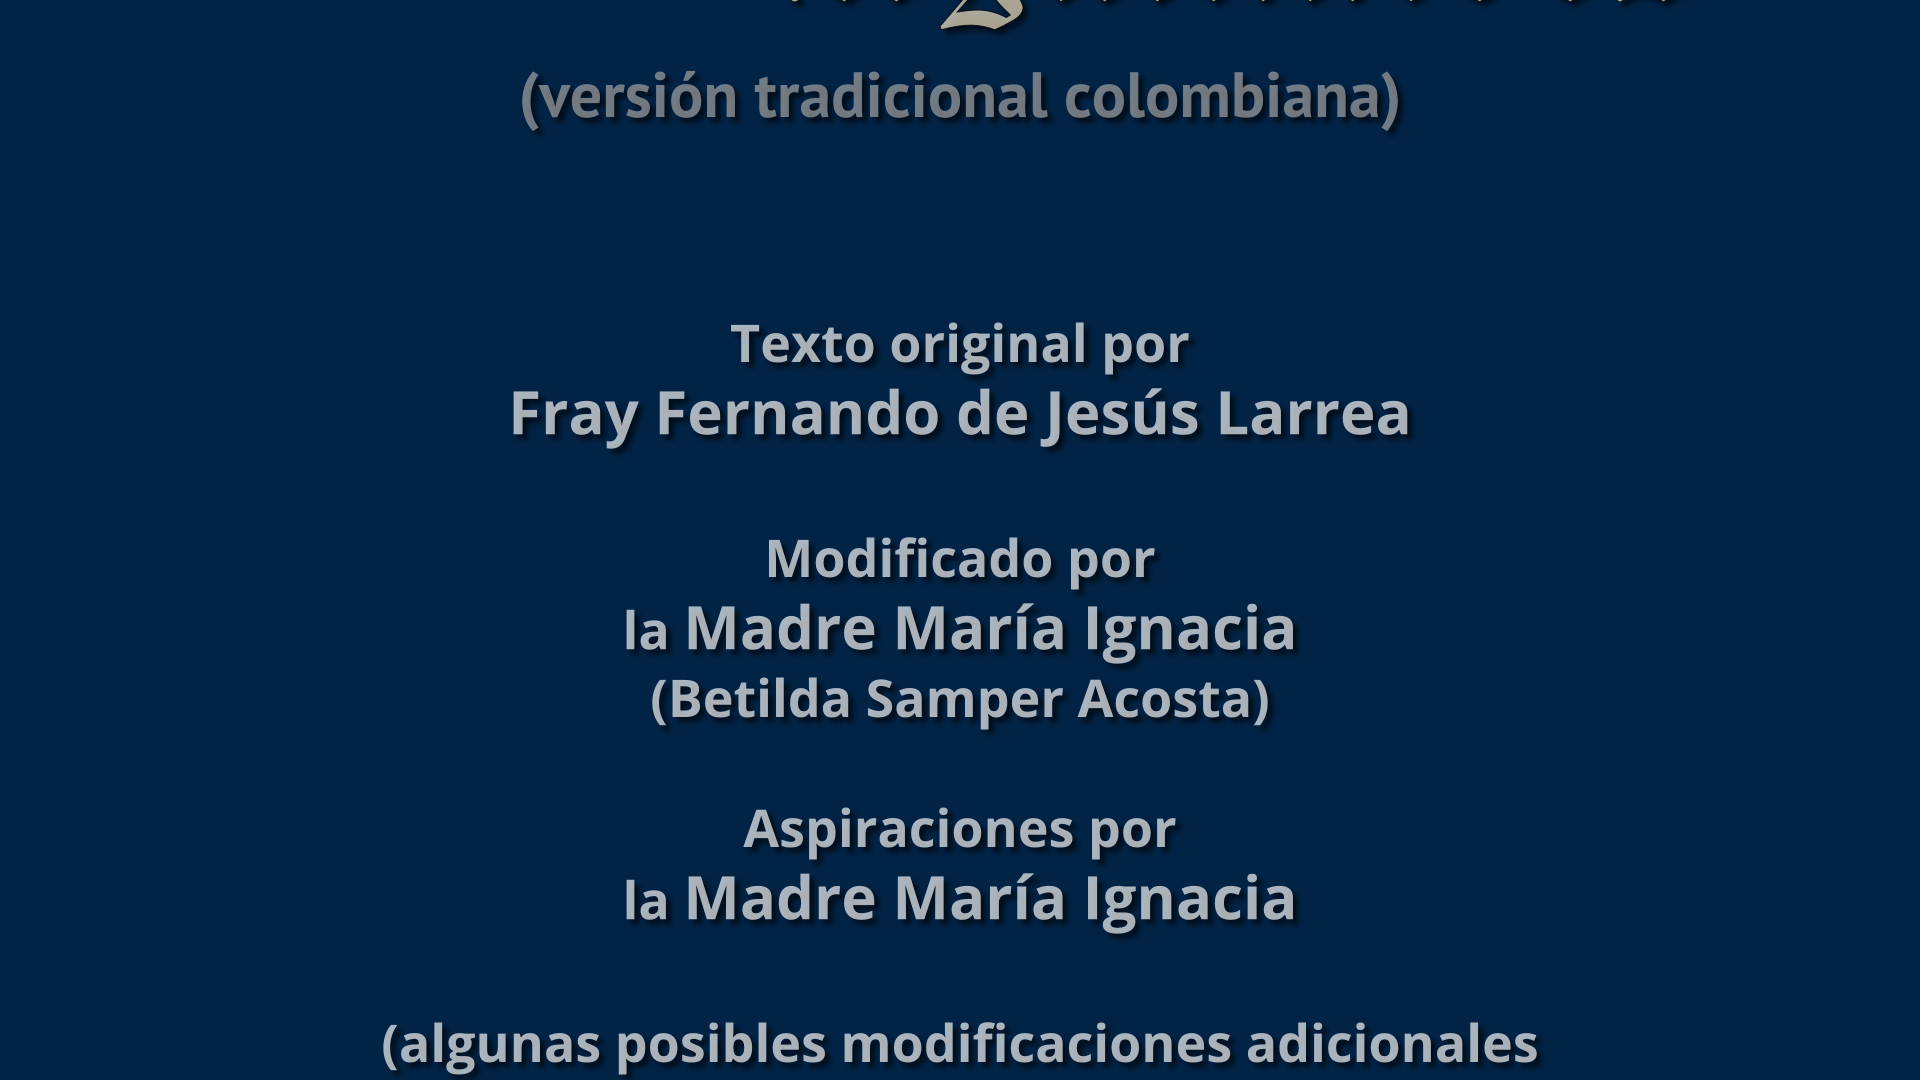 (versión tradicional colombiana)
Texto original por
Fray Fernando de Jesús Larrea
Modificado por
la Madre María Ignacia
(Betilda Samper Acosta)
Aspiraciones por
la Madre María Ignacia
(algunas posibles modificaciones adicionales